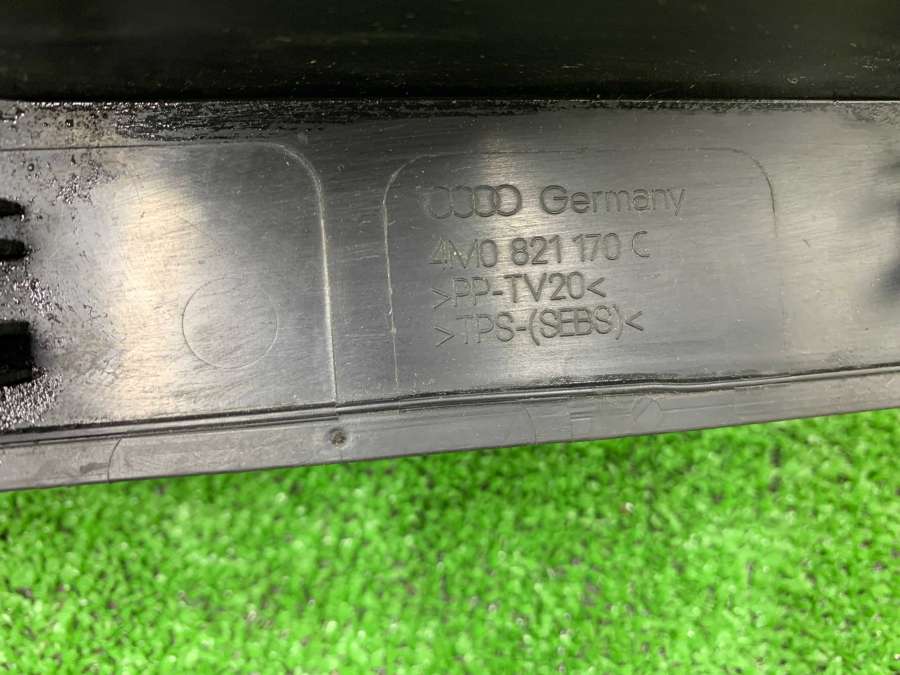 Germany
4M0 821 170 C
>PP-TV20<
>TPS-(SEBS)<